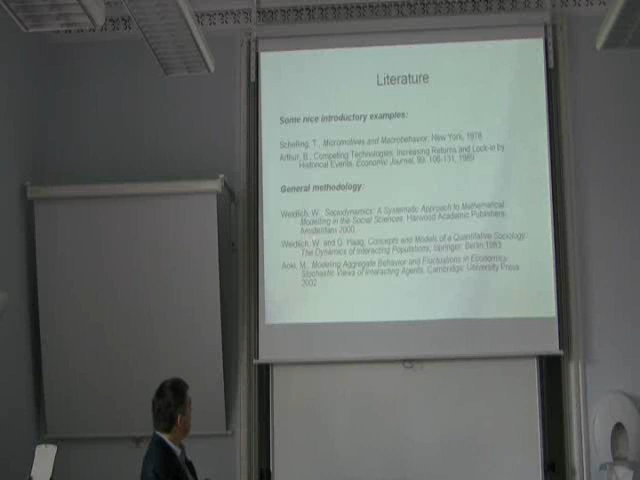 Literature
Some nice introductory examples:
Schelling, T., Micromotives and Macrobehavior. New York, 1978
Arthur, B., Competing Technologies, Increasing Returns and Lock-in by
Historical Events, Economic Journal, 99, 106-131, 1989
General methodology:
Weidlich, W., Sociodynamics: A Systematic Approach to Mathematical
Modelling in the Social Sciences. Harwood Academic Publishers:
Amsterdam 2000
Weidlich, W. and G. Haag, Concepts and Models of a Quantitative Sociology:
The Dynamics of Interacting Populations, Springer: Berlin 1983
Aoki, M., Modeling Aggregate Behavior and Fluctuations in Economics:
Stochastic Views of Interacting Agents. Cambridge University Press
2002